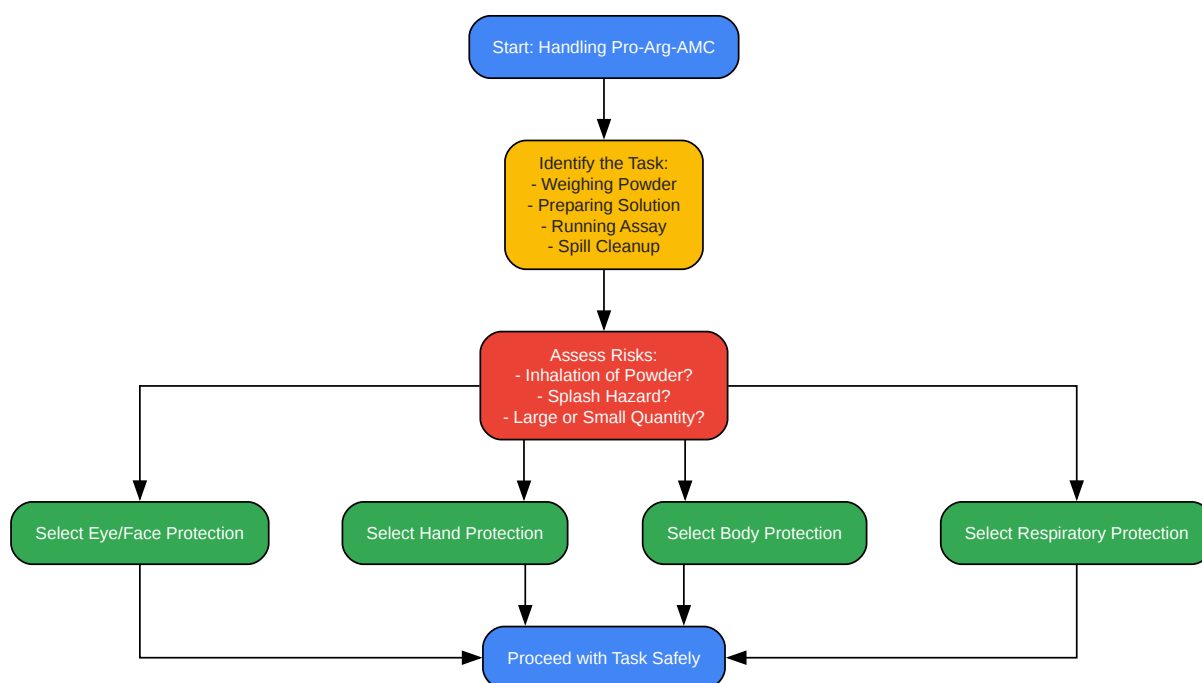 Start: Handling Pro-Arg-AMC
Identify the Task:
- Weighing Powder
- Preparing Solution
- Running Assay
- Spill Cleanup
Assess Risks:
- Inhalation of Powder?
- Splash Hazard?
- Large or Small Quantity?
Select Eye/Face Protection
Select Hand Protection
Select Body Protection
Select Respiratory Protection
Proceed with Task Safely